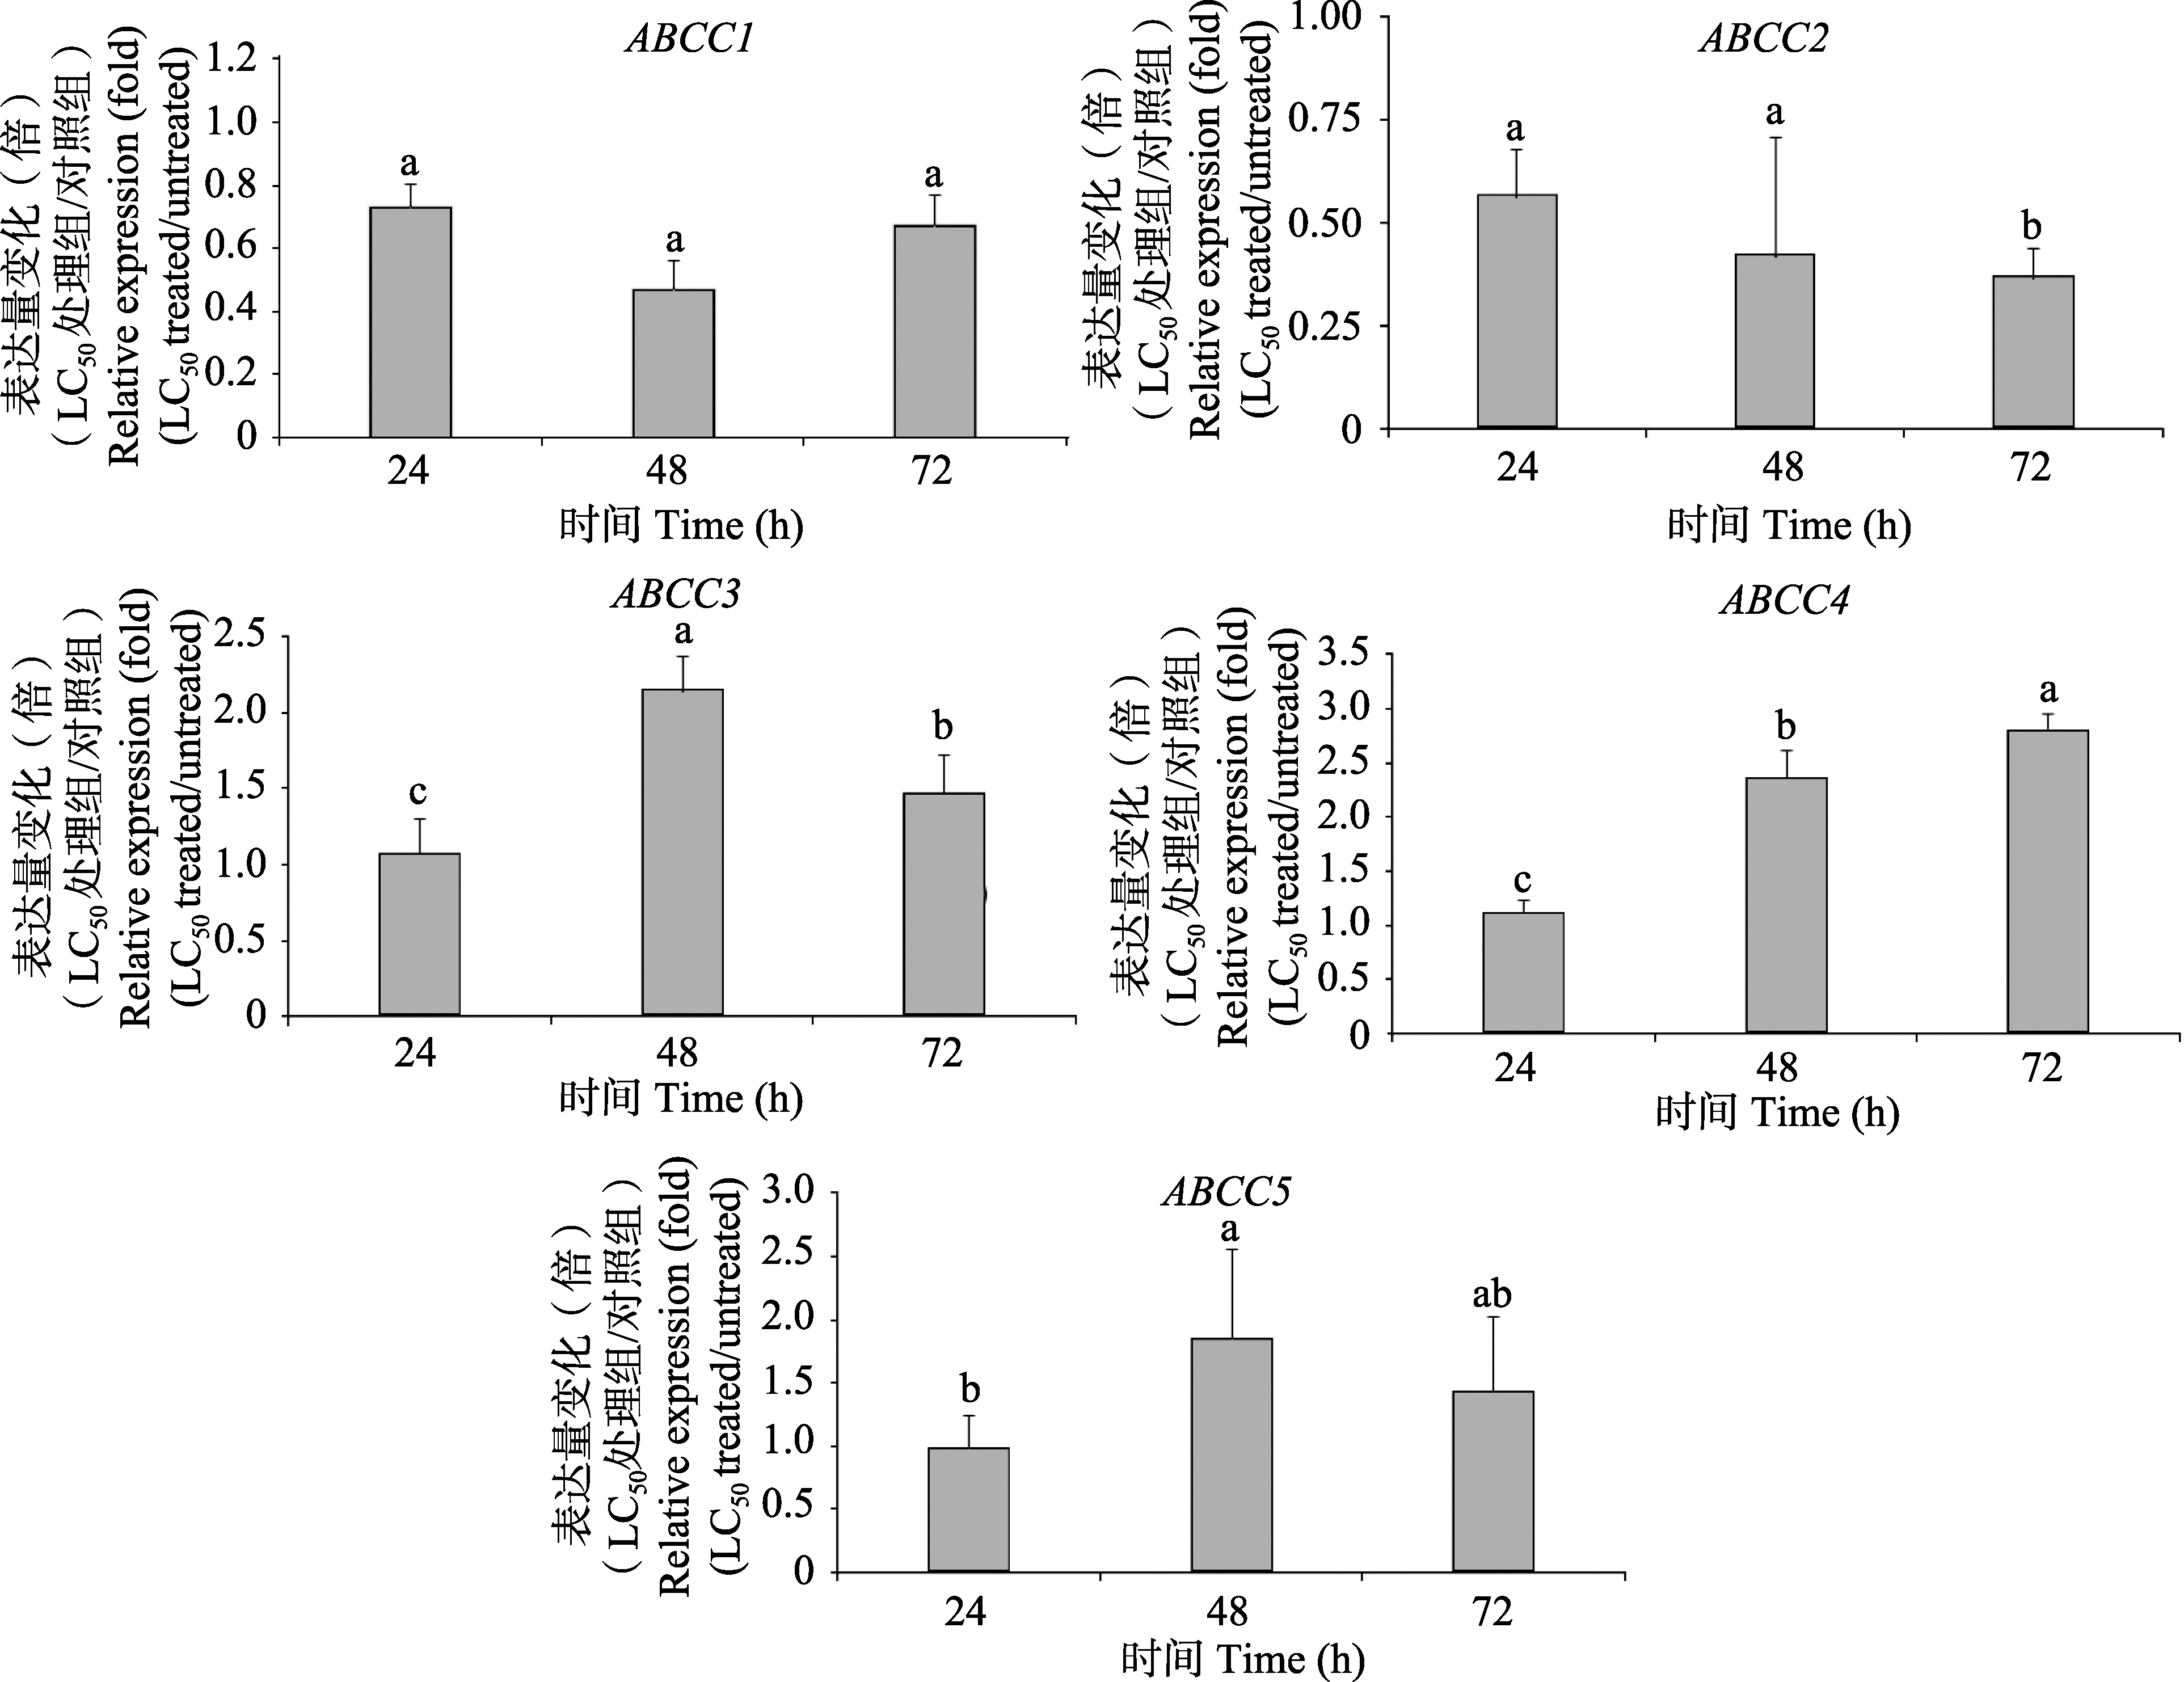 ABCC1
表达量变化（倍）
（LC50处理组/对照组）
Relative expression (fold)
(LC50 treated/untreated)
1.2
1.0
0.8
0.6
0.4
0.2
0
a
a
a
24
48
72
时间 Time (h)
ABCC2
表达量变化（倍）
（LC50处理组/对照组）
Relative expression (fold)
(LC50 treated/untreated)
1.00
0.75
0.50
0.25
0
a
a
b
24
48
72
时间 Time (h)
ABCC3
表达量变化（倍）
（LC50处理组/对照组）
Relative expression (fold)
(LC50 treated/untreated)
2.5
2.0
1.5
1.0
0.5
0
c
a
b
24
48
72
时间 Time (h)
ABCC4
表达量变化（倍）
（LC50处理组/对照组）
Relative expression (fold)
(LC50 treated/untreated)
3.5
3.0
2.5
2.0
1.5
1.0
0.5
0
c
b
a
24
48
72
时间 Time (h)
ABCC5
表达量变化（倍）
（LC50处理组/对照组）
Relative expression (fold)
(LC50 treated/untreated)
3.0
2.5
2.0
1.5
1.0
0.5
0
b
a
ab
24
48
72
时间 Time (h)